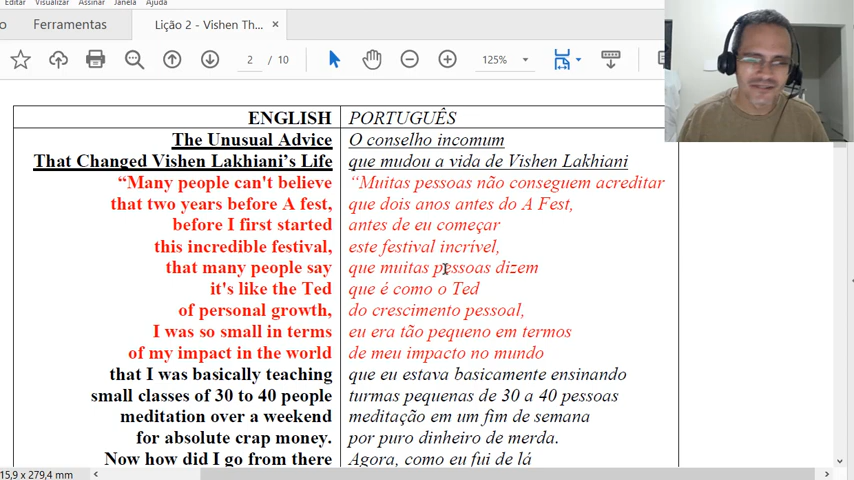 Editar Visualizar Assinar Janela Ajuda
Ferramentas Lição 2 - Vishen Th... ×
2 / 10 125%
ENGLISH PORTUGUÊS
The Unusual Advice O conselho incomum
That Changed Vishen Lakhiani's Life que mudou a vida de Vishen Lakhiani
“Many people can't believe “Muitas pessoas não conseguem acreditar
that two years before A fest, que dois anos antes do A Fest,
before I first started antes de eu começar
this incredible festival, este festival incrível,
that many people say que muitas pessoas dizem
it's like the Ted que é como o Ted
of personal growth, do crescimento pessoal,
I was so small in terms eu era tão pequeno em termos
of my impact in the world de meu impacto no mundo
that I was basically teaching que eu estava basicamente ensinando
small classes of 30 to 40 people turmas pequenas de 30 a 40 pessoas
meditation over a weekend meditação em um fim de semana
for absolute crap money. por puro dinheiro de merda.
Now how did I go from there Agora, como eu fui de lá
15,9 x 279,4 mm